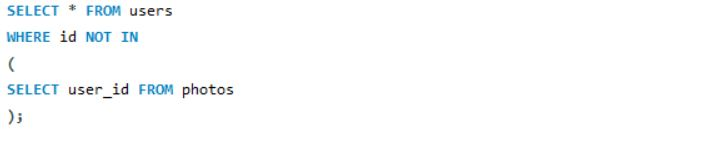 SELECT * FROM users
WHERE id NOT IN
(
SELECT user_id FROM photos
);